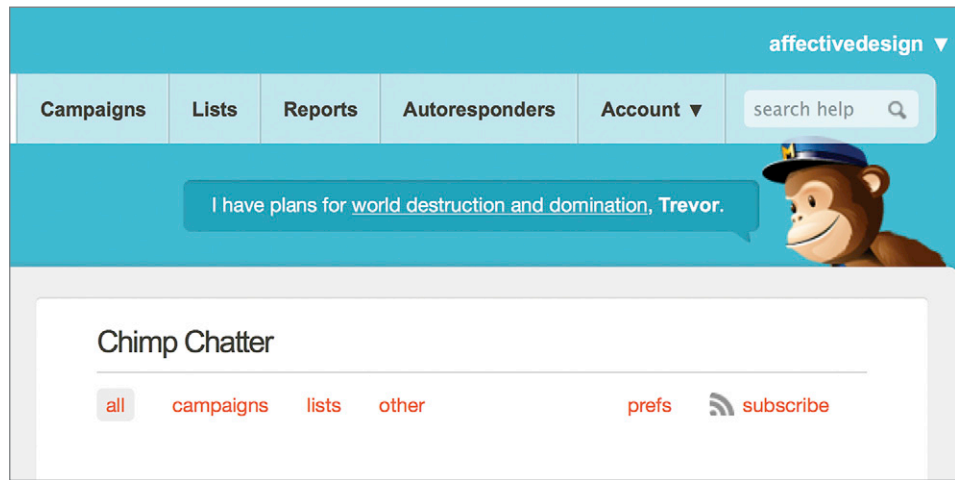 affectivedesign ▼
Campaigns Lists Reports Autoresponders Account ▼ search help
M
I have plans for world destruction and domination, Trevor.
Chimp Chatter
all campaigns lists other prefs subscribe